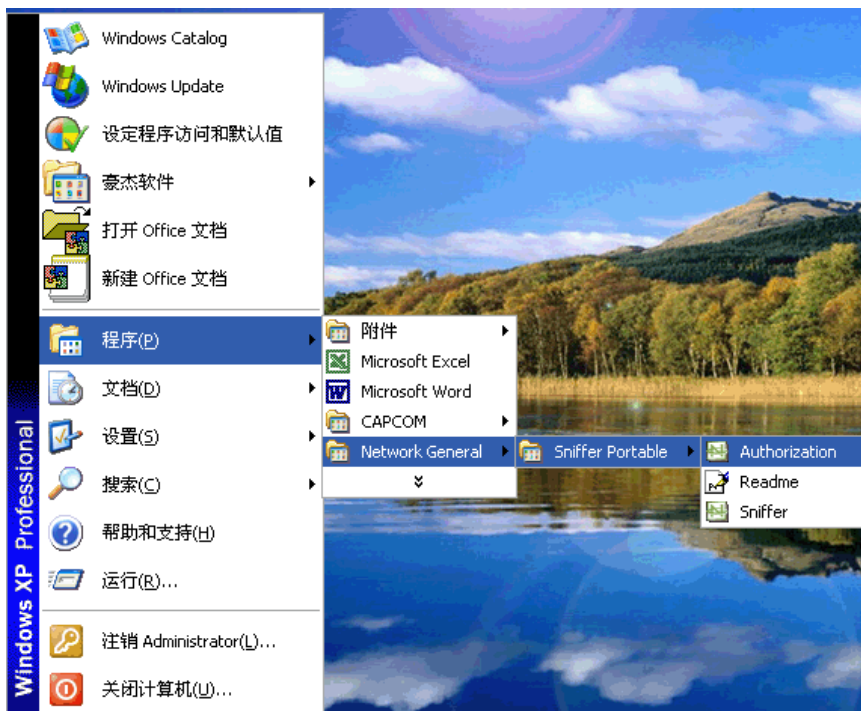 Windows Catalog
Windows Update
设定程序访问和默认值
豪杰软件
打开 Office 文档
新建 Office 文档
程序(P)
文档(D)
设置(S)
搜索(C)
帮助和支持(H)
运行(R)...
注销 Administrator(L)...
关闭计算机(U)...
Windows XP Professional
附件
Microsoft Excel
Microsoft Word
CAPCOM
Network General
Sniffer Portable
Authorization
Readme
Sniffer